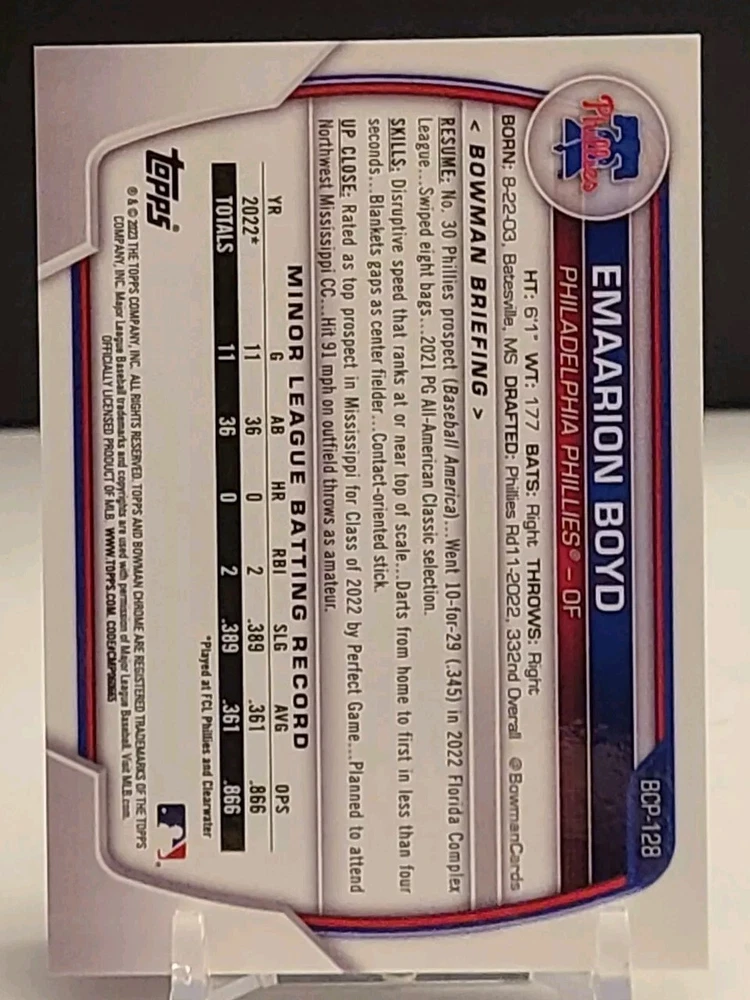 Phillies
BCP-128
EMAARION BOYD
PHILADELPHIA PHILLIES® – OF
HT: 6'1" WT: 177 BATS: Right THROWS: Right
BORN: 8-22-03, Batesville, MS DRAFTED: Phillies Rd11-2022, 332nd Overall @BowmanCards
< BOWMAN BRIEFING >
RESUME: No. 30 Phillies prospect (Baseball America)...Went 10-for-29 (.345) in 2022 Florida Complex
League...Swiped eight bags...2021 PG All-American Classic selection.
SKILLS: Disruptive speed that ranks at or near top of scale...Darts from home to first in less than four
seconds...Blankets gaps as center fielder...Contact-oriented stick.
UP CLOSE: Rated as top prospect in Mississippi for Class of 2022 by Perfect Game...Planned to attend
Northwest Mississippi CC...Hit 91 mph on outfield throws as amateur.
MINOR LEAGUE BATTING RECORD
YR G AB HR RBI SLG AVG OPS
2022* 11 36 0 2 .389 .361 .866
TOTALS 11 36 0 2 .389 .361 .866
*Played at FCL Phillies and Clearwater
topps
® & © 2023 THE TOPPS COMPANY, INC. ALL RIGHTS RESERVED. TOPPS AND BOWMAN CHROME ARE REGISTERED TRADEMARKS OF THE TOPPS
COMPANY, INC. Major League Baseball trademarks and copyrights are used with permission of Major League Baseball. Visit MLB.com.
OFFICIALLY LICENSED PRODUCT OF MLB. WWW.TOPPS.COM.